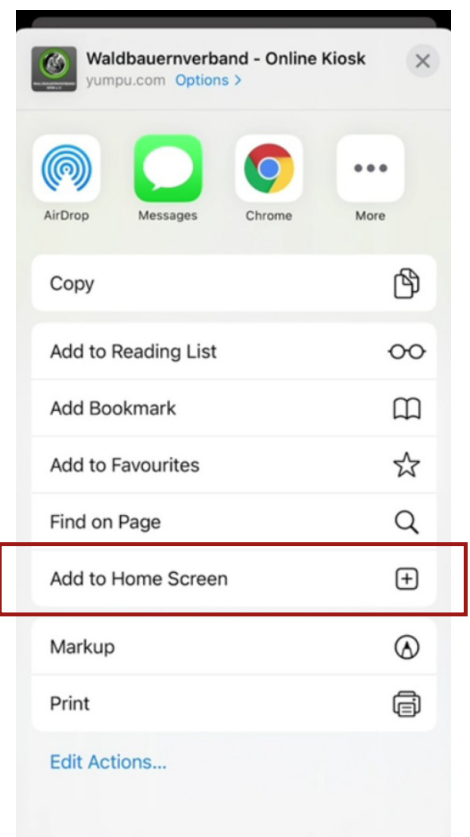 Waldbauernverband - Online Kiosk
yumpu.com Options >
AirDrop
Messages
Chrome
More
Copy
Add to Reading List
Add Bookmark
Add to Favourites
Find on Page
Add to Home Screen
Markup
Print
Edit Actions...